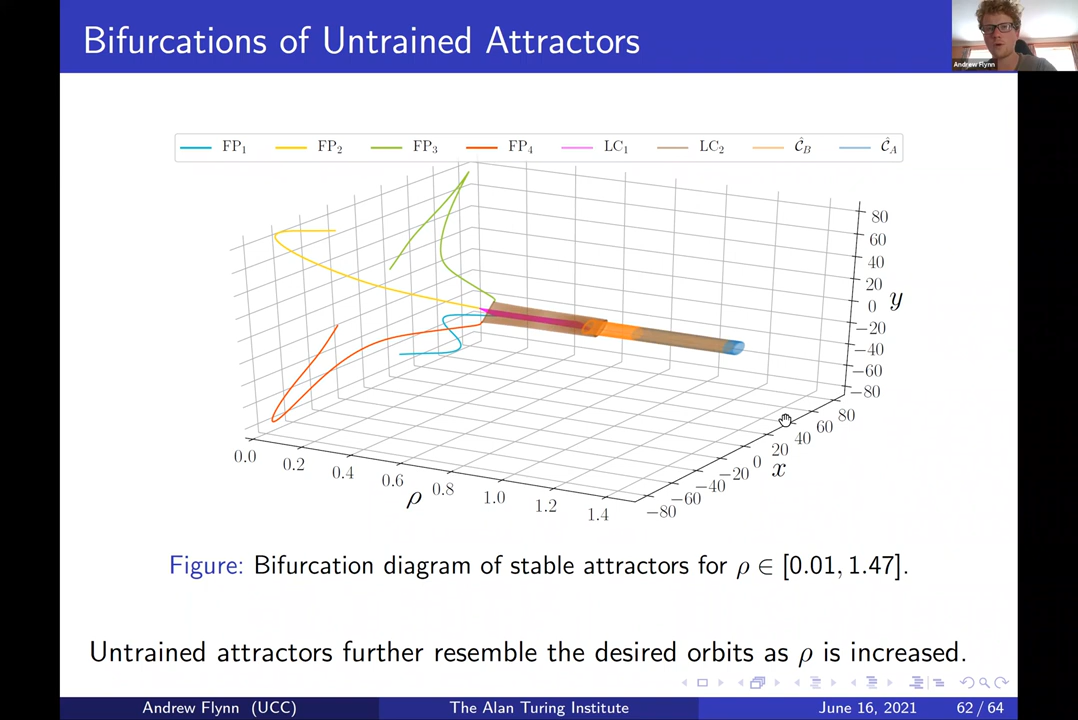 Bifurcations of Untrained Attractors
Andrew Flynn
FP1 FP2 FP3 FP4 LC1 LC2 ĈB ĈA
80
60
40
20
0 y
−20
−40
−60
−80
0.0 0.2 0.4 0.6 0.8 1.0 1.2 1.4
ρ
−80 −60 −40 −20 0 20 40 60 80
x
Figure: Bifurcation diagram of stable attractors for ρ ∈ [0.01, 1.47].
Untrained attractors further resemble the desired orbits as ρ is increased.
Andrew Flynn (UCC) The Alan Turing Institute June 16, 2021 62 / 64